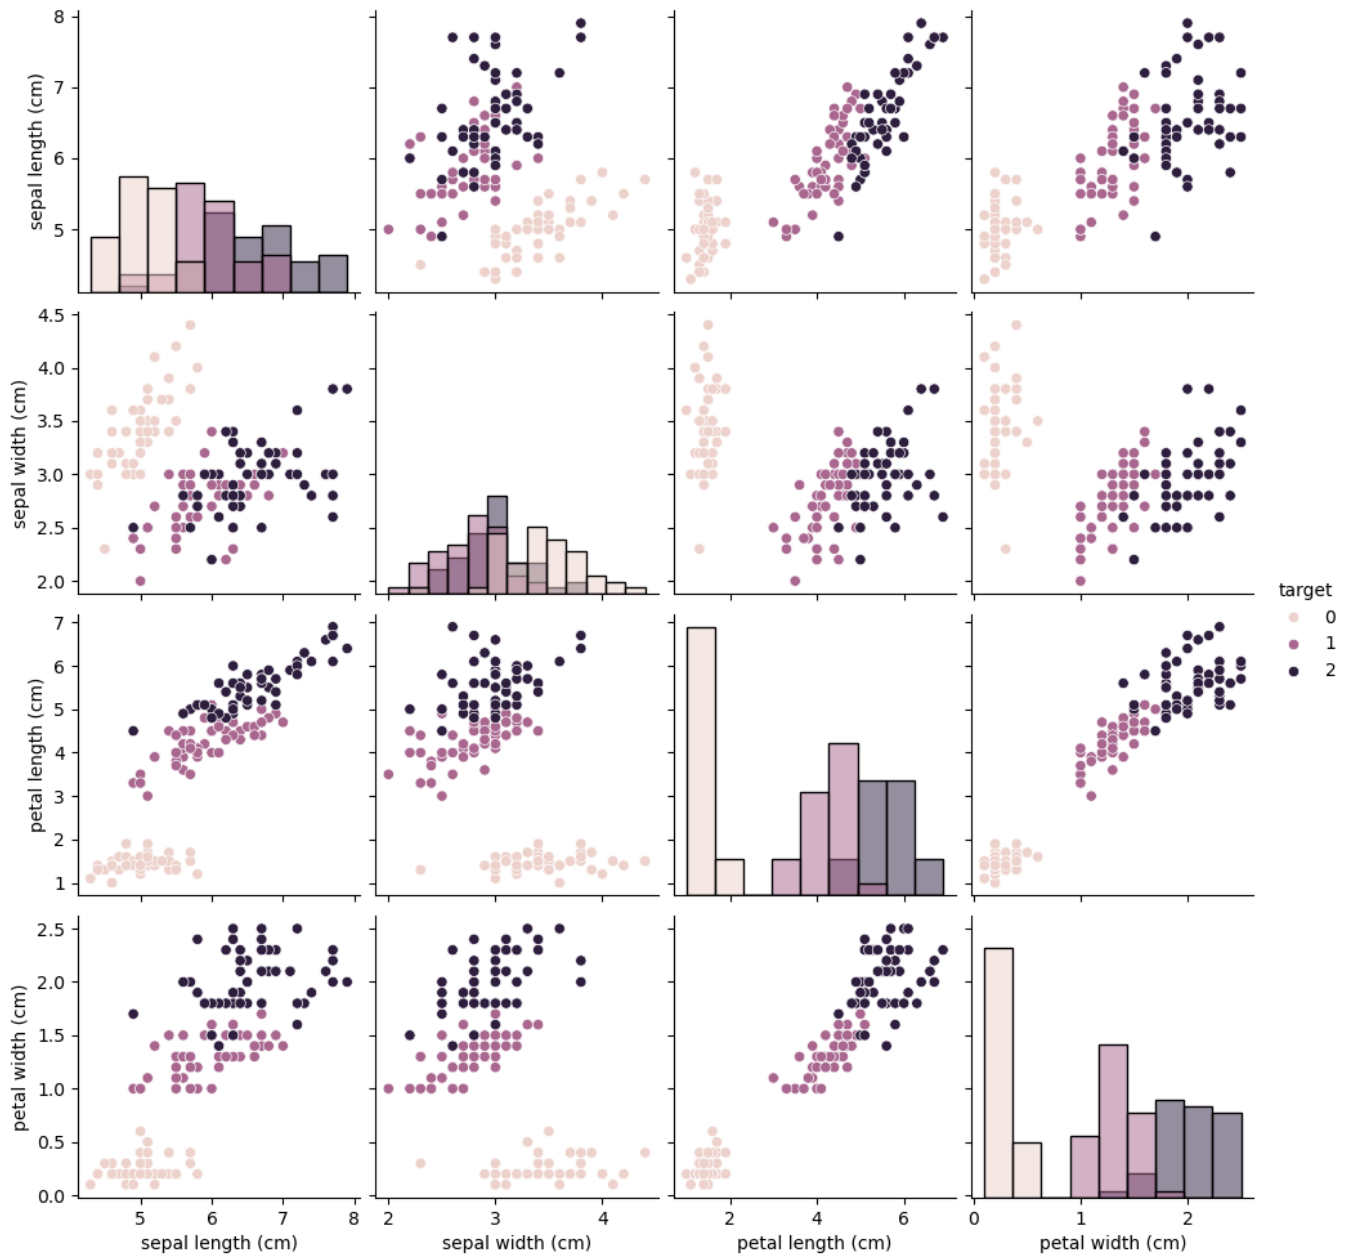 8
7
6
5
sepal length (cm)
4.5
4.0
3.5
3.0
2.5
2.0
sepal width (cm)
7
6
5
4
3
2
1
petal length (cm)
target
0
1
2
2.5
2.0
1.5
1.0
0.5
0.0
petal width (cm)
5 6 7 8
2 3 4
2 4 6
0 1 2
sepal length (cm)
sepal width (cm)
petal length (cm)
petal width (cm)